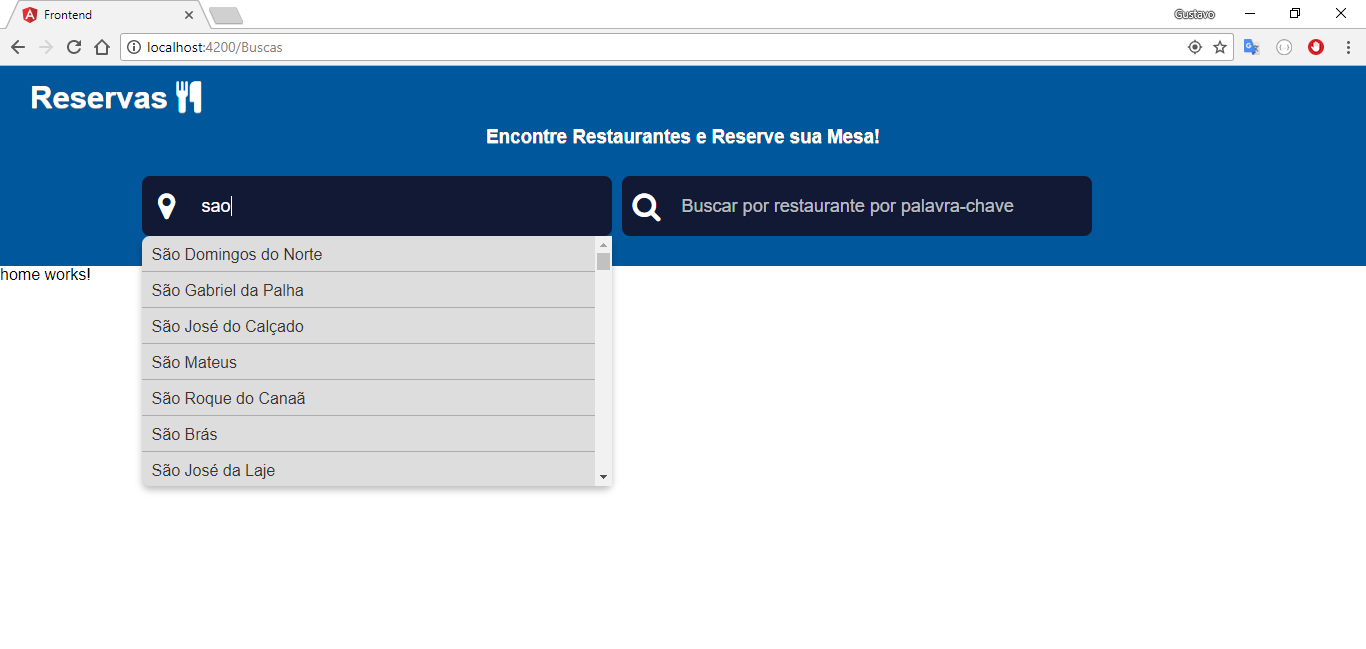 Frontend
Gustavo
localhost:4200/Buscas
Reservas
Encontre Restaurantes e Reserve sua Mesa!
sao
Buscar por restaurante por palavra-chave
São Domingos do Norte
home works!
São Gabriel da Palha
São José do Calçado
São Mateus
São Roque do Canaã
São Brás
São José da Laje